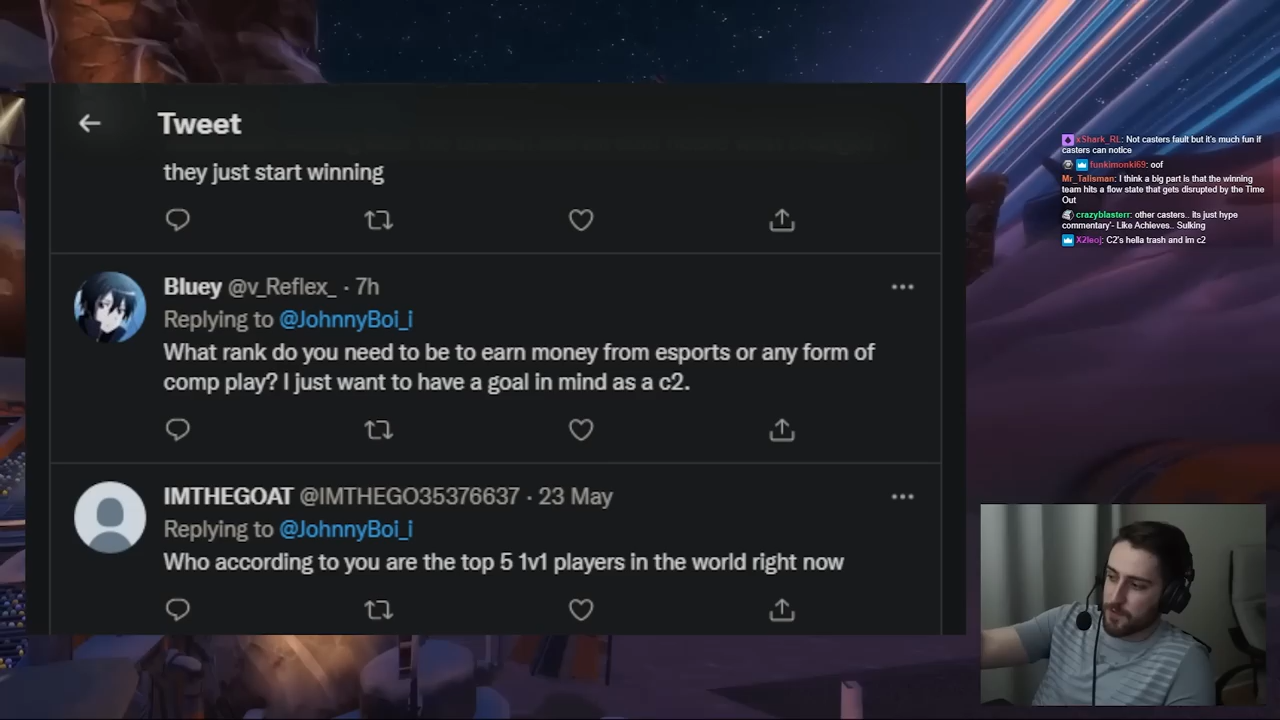 Tweet
they just start winning
Bluey @v_Reflex_ · 7h
Replying to @JohnnyBoi_i
What rank do you need to be to earn money from esports or any form of
comp play? I just want to have a goal in mind as a c2.
IMTHEGOAT @IMTHEGO35376637 · 23 May
Replying to @JohnnyBoi_i
Who according to you are the top 5 1v1 players in the world right now
xShark_RL: Not casters fault but it's much fun if
casters can notice
funkimonki69: oof
Mr_Talisman: I think a big part is that the winning
team hits a flow state that gets disrupted by the Time
Out
crazyblasterr: other casters.. its just hype
commentary'- Like Achieves.. Sulking
X2leoj: C2's hella trash and im c2